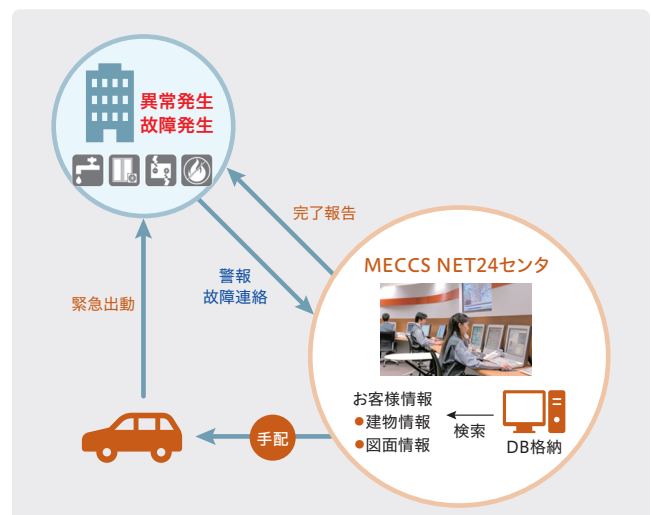 異常発生
故障発生
完了報告
警報
故障連絡
緊急出動
手配
MECCS NET24センタ
お客様情報
●建物情報
●図面情報
検索
DB格納